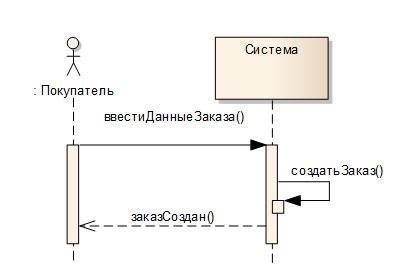 Система
: Покупатель
ввестиДанныеЗаказа()
создатьЗаказ()
заказСоздан()